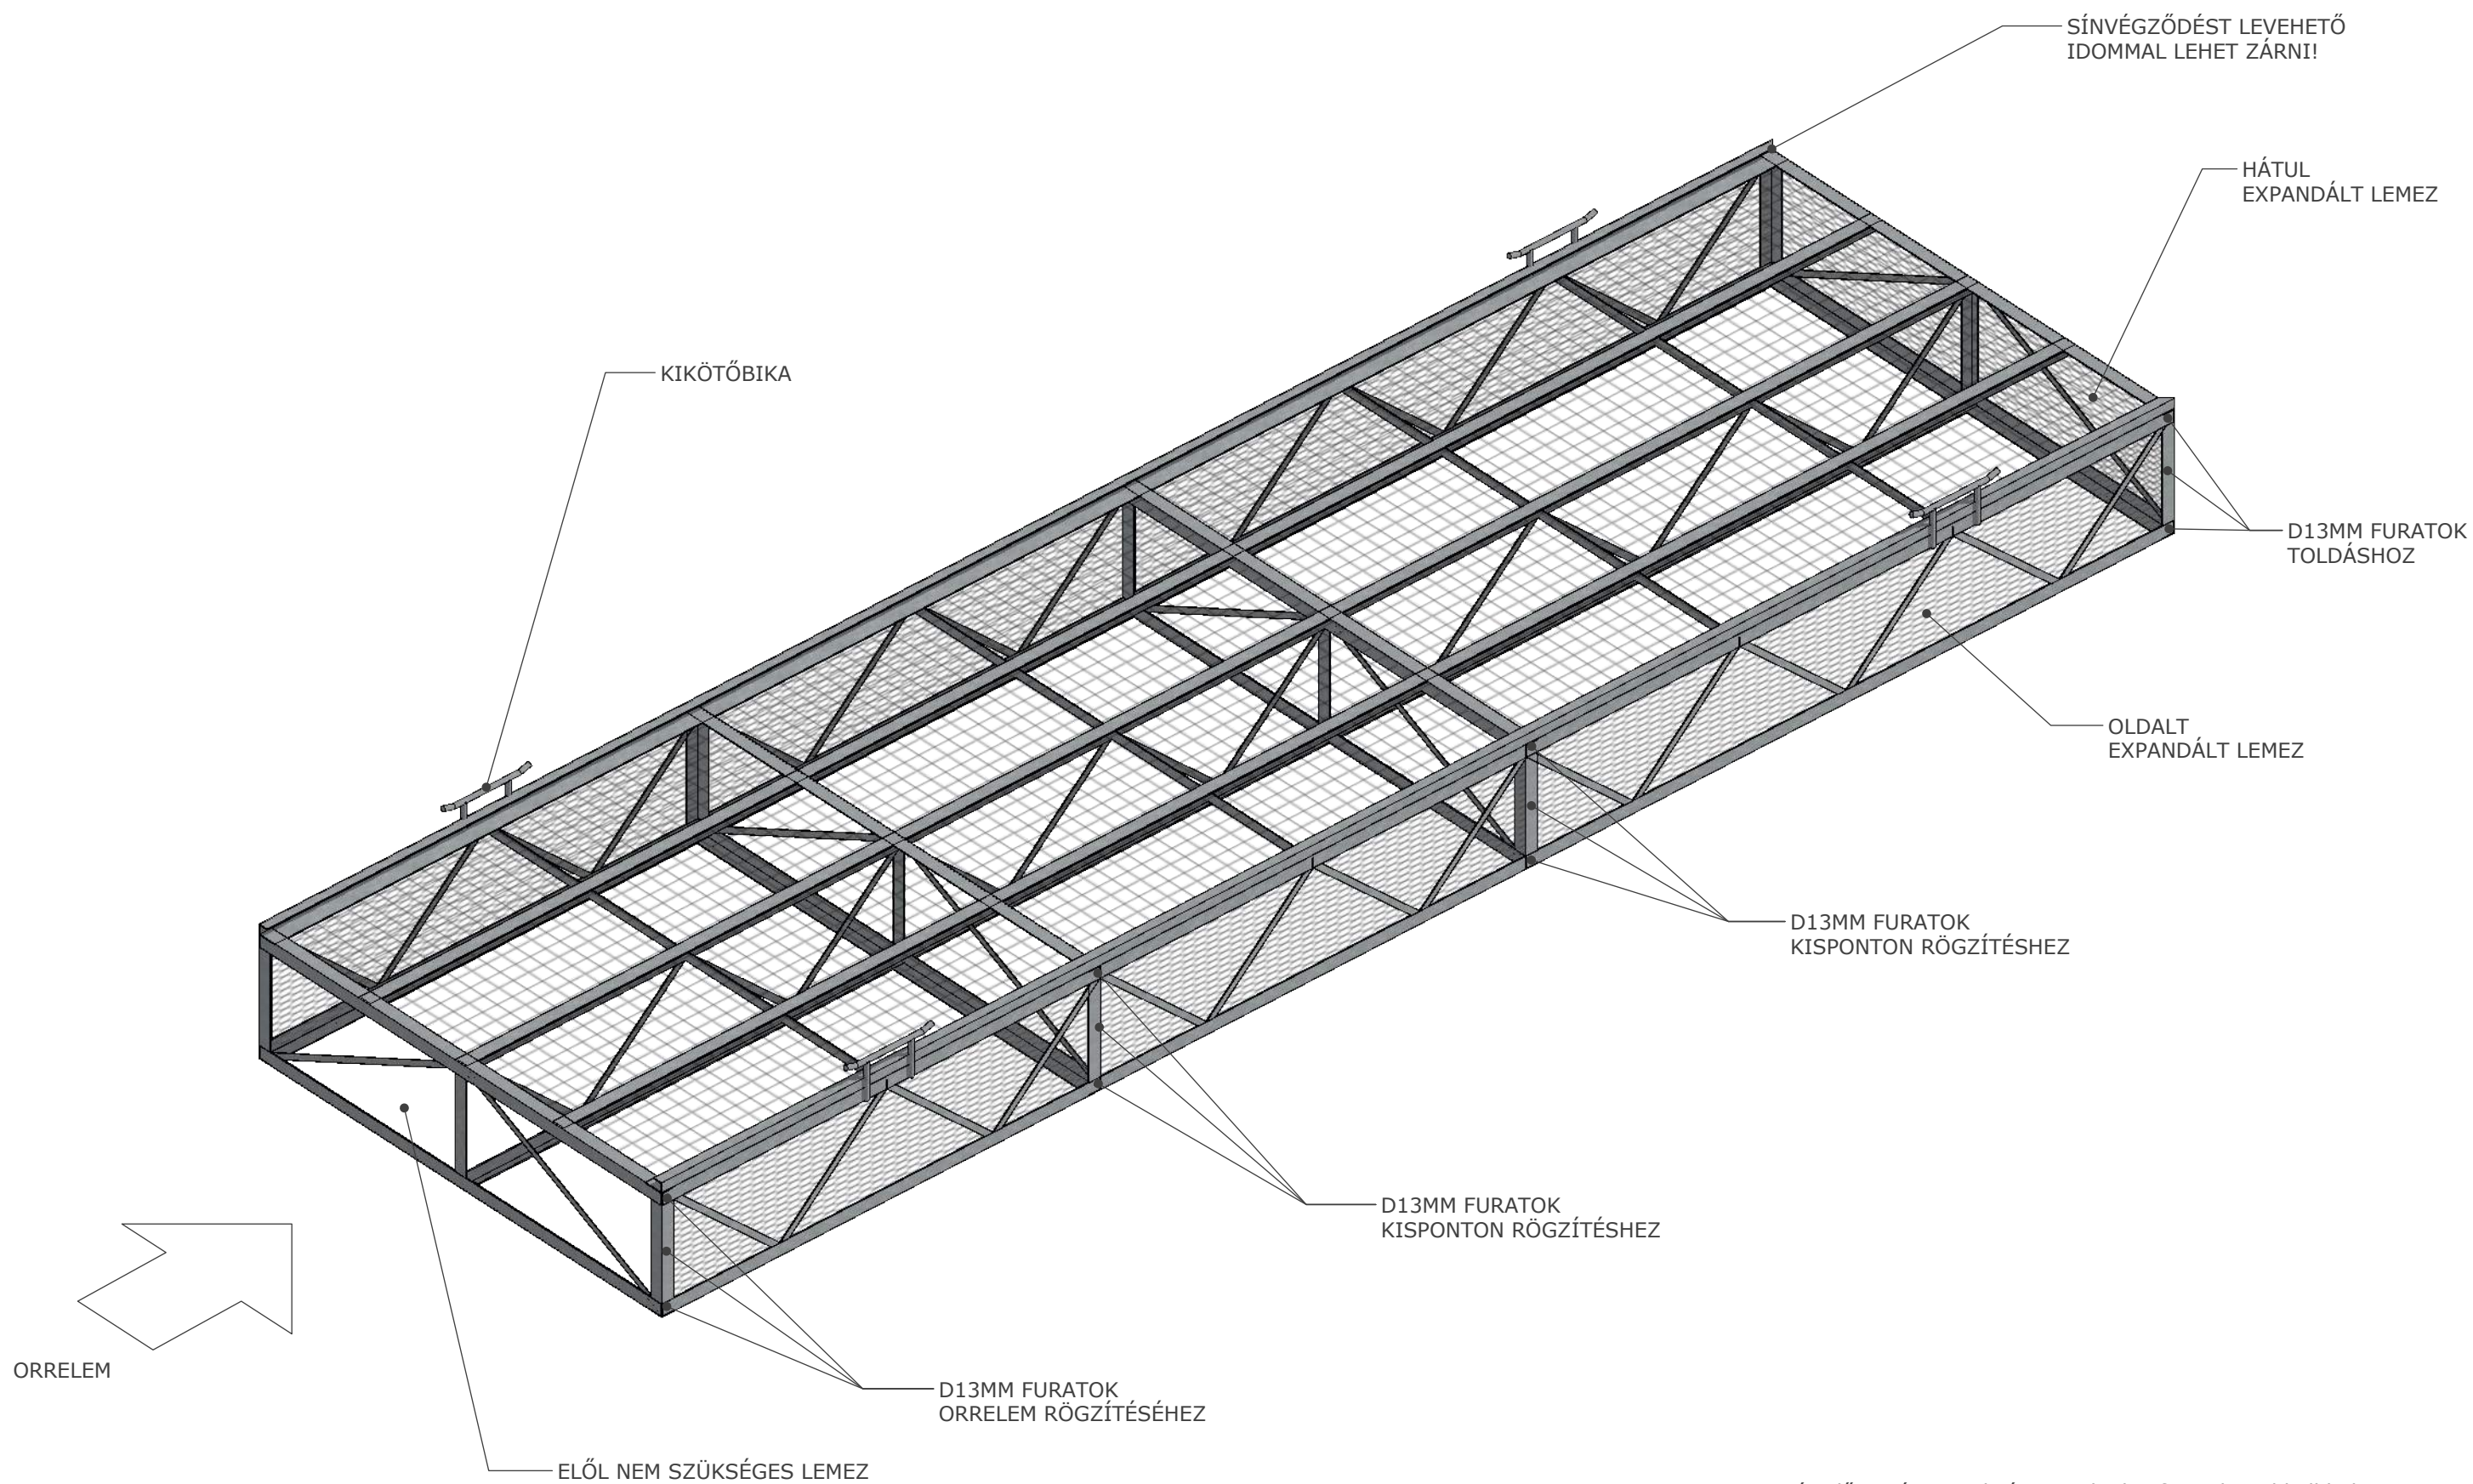 SÍNVÉGZŐDÉST LEVEHETŐ
IDOMMAL LEHET ZÁRNI!
HÁTUL
EXPANDÁLT LEMEZ
KIKÖTŐBIKA
D13MM FURATOK
TOLDÁSHOZ
OLDALT
EXPANDÁLT LEMEZ
D13MM FURATOK
KISPONTON RÖGZÍTÉSHEZ
D13MM FURATOK
KISPONTON RÖGZÍTÉSHEZ
ORRELEM
D13MM FURATOK
ORRELEM RÖGZÍTÉSÉHEZ
ELŐL NEM SZÜKSÉGES LEMEZ